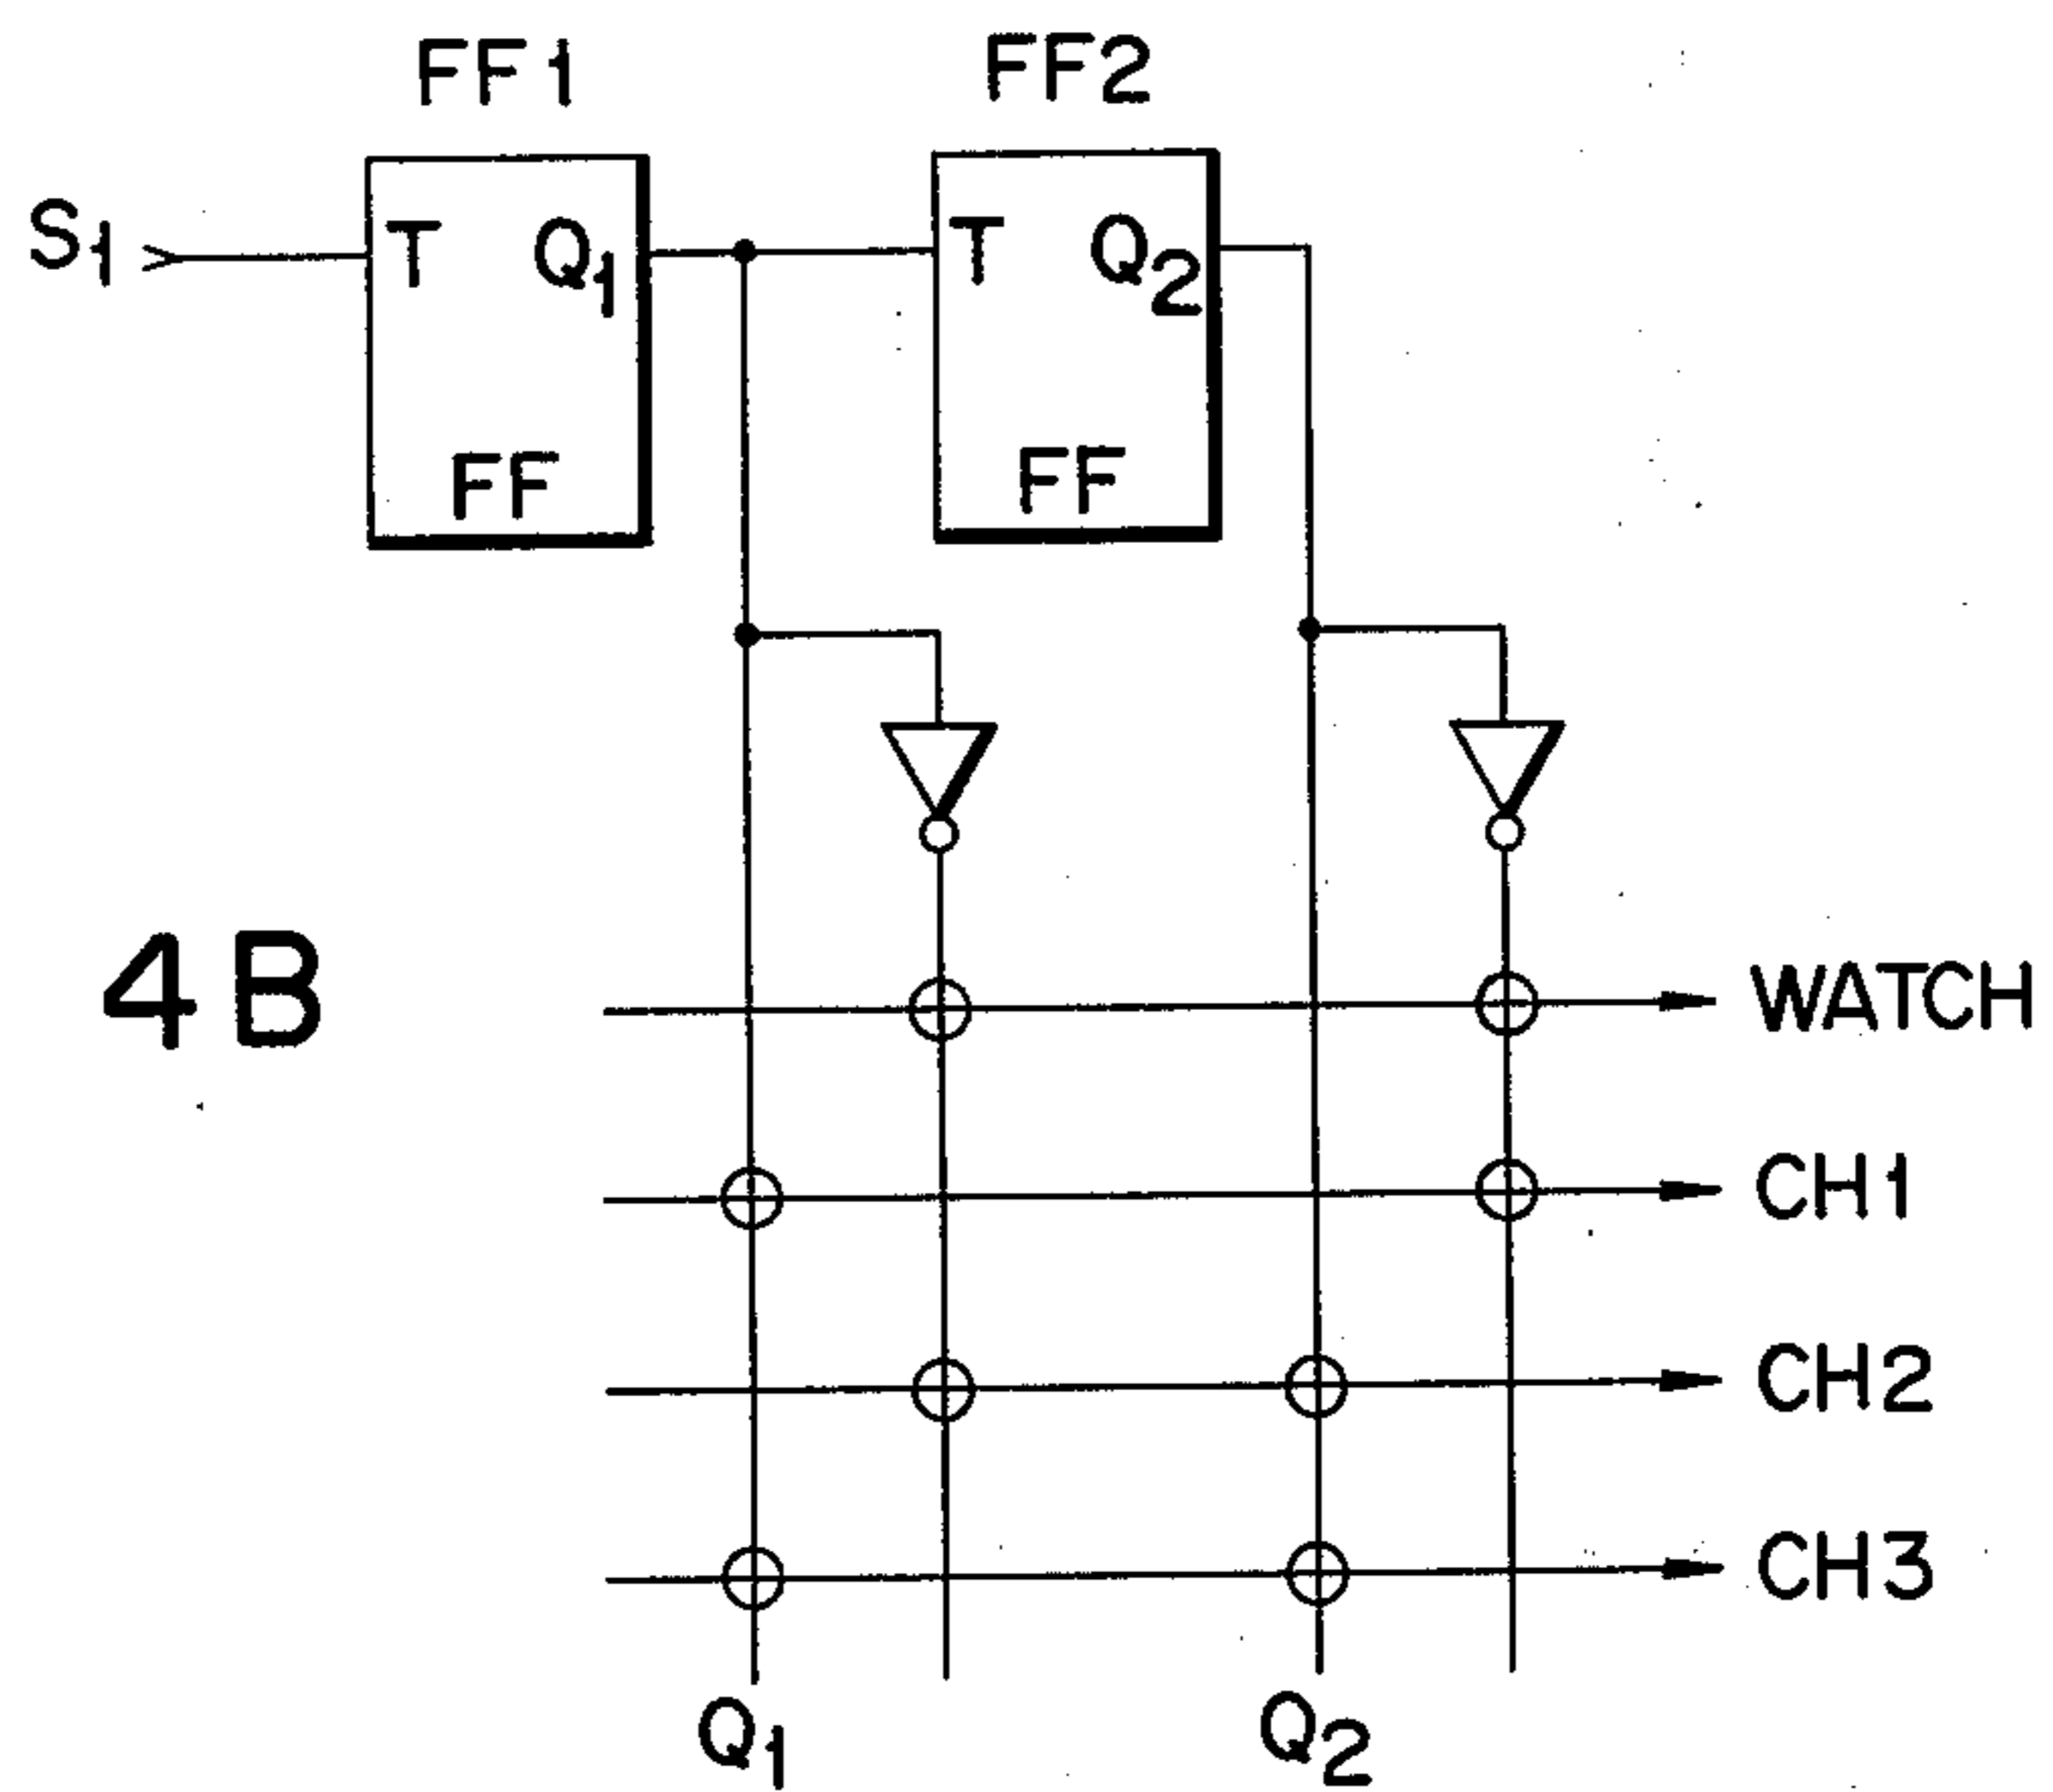 FF1 FF2
S1 T Q1 T Q2
FF FF
4B
WATCH
CH1
CH2
CH3
Q1 Q2